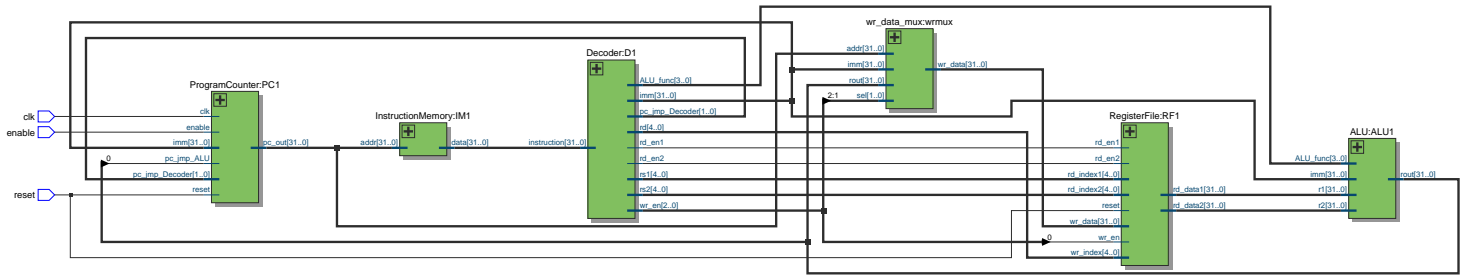 clk
enable
reset
ProgramCounter:PC1
clk
enable
imm[31..0]
pc_jmp_ALU
pc_jmp_Decoder[1..0]
reset
pc_out[31..0]
0
InstructionMemory:IM1
addr[31..0]
data[31..0]
Decoder:D1
instruction[31..0]
ALU_func[3..0]
imm[31..0]
pc_jmp_Decoder[1..0]
rd[4..0]
rd_en1
rd_en2
rs1[4..0]
rs2[4..0]
wr_en[2..0]
wr_data_mux:wrmux
addr[31..0]
imm[31..0]
rout[31..0]
sel[1..0]
wr_data[31..0]
2:1
RegisterFile:RF1
rd_en1
rd_en2
rd_index1[4..0]
rd_index2[4..0]
reset
wr_data[31..0]
wr_en
wr_index[4..0]
0
rd_data1[31..0]
rd_data2[31..0]
ALU:ALU1
ALU_func[3..0]
imm[31..0]
r1[31..0]
r2[31..0]
rout[31..0]